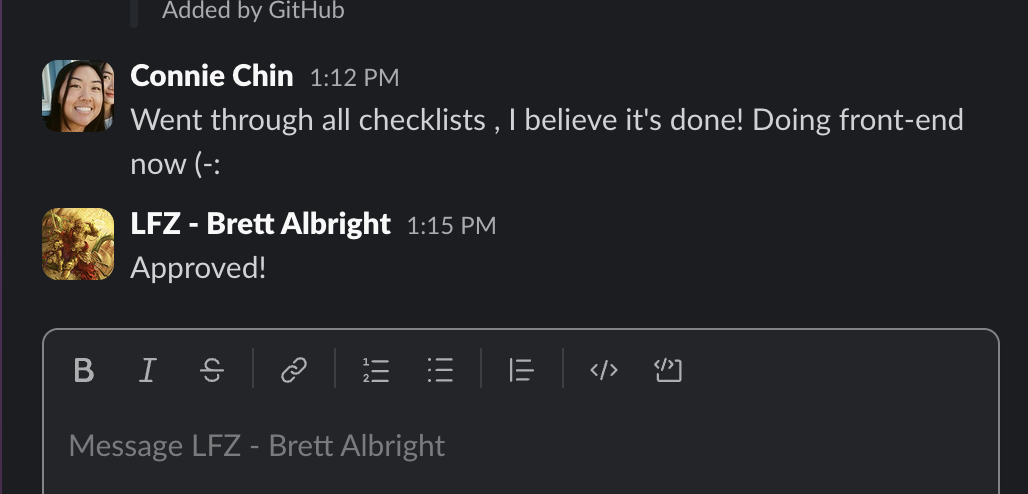 Added by GitHub
Connie Chin 1:12 PM
Went through all checklists , I believe it's done! Doing front-end
now (-:
LFZ - Brett Albright 1:15 PM
Approved!
Message LFZ - Brett Albright